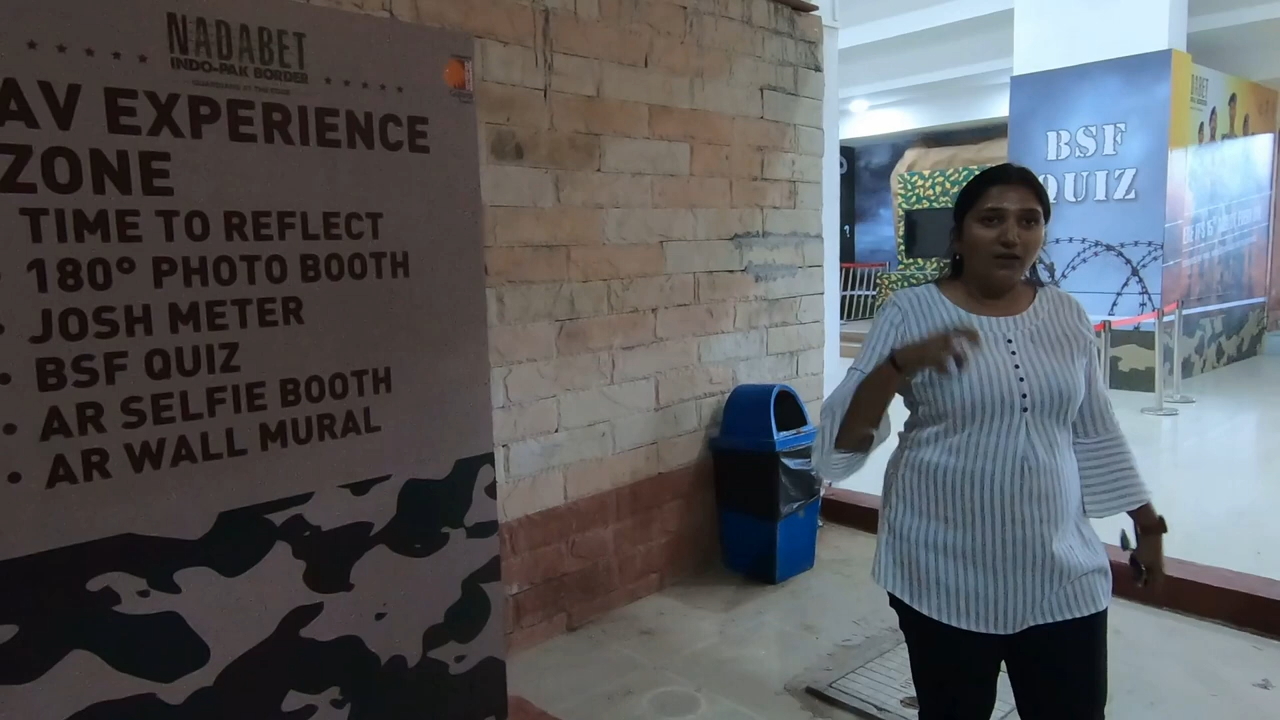 NADABET
INDO-PAK BORDER
AV EXPERIENCE
ZONE
TIME TO REFLECT
• 180° PHOTO BOOTH
• JOSH METER
• BSF QUIZ
• AR SELFIE BOOTH
• AR WALL MURAL
BSF
QUIZ